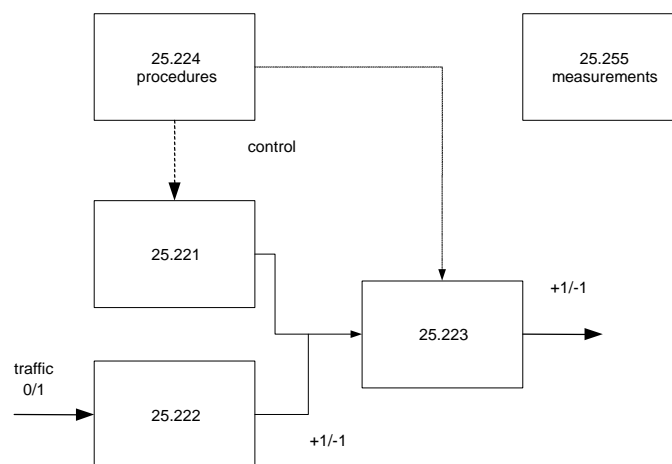 25.224
procedures
25.255
measurements
control
25.221
+1/-1
25.223
traffic
0/1
25.222
+1/-1